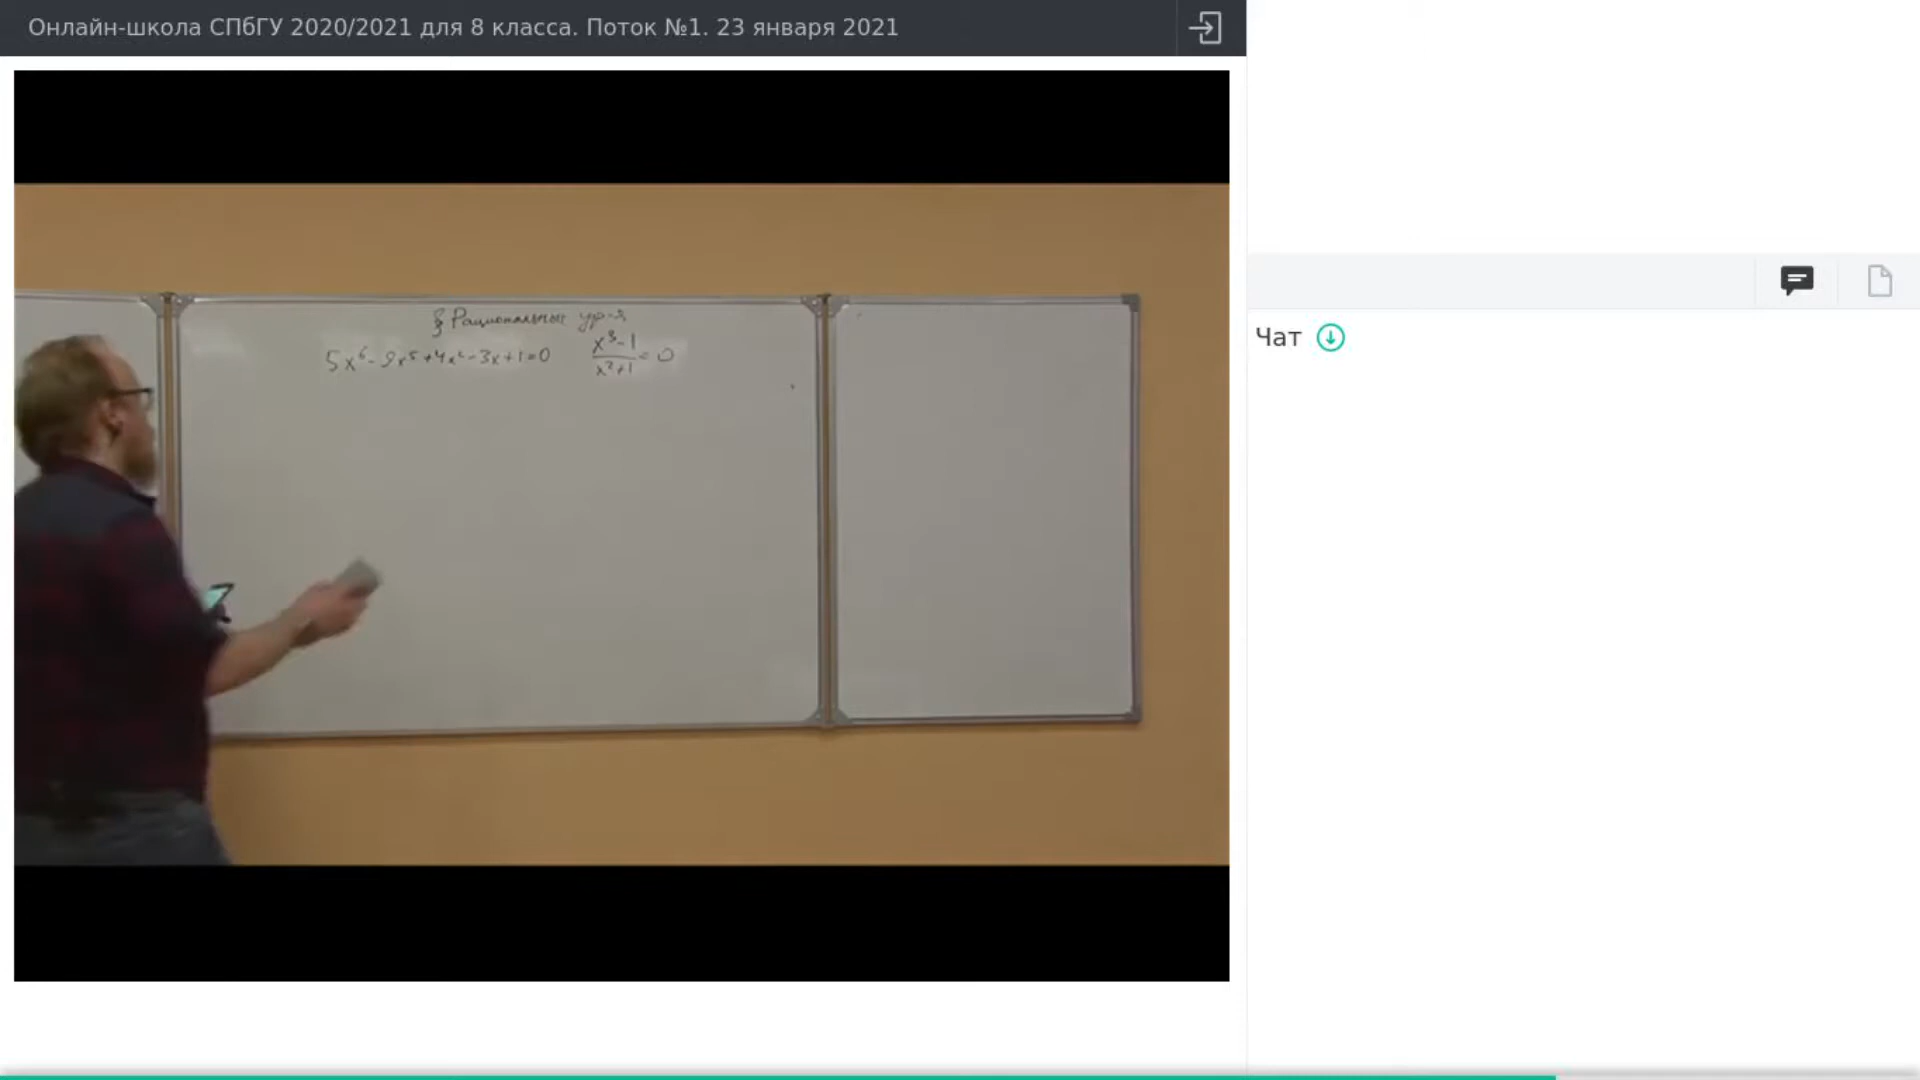 Онлайн-школа СПбГУ 2020/2021 для 8 класса. Поток №1. 23 января 2021
§ Рациональные ур-я
5x⁶-9x⁵+4x²-3x+1=0 x³-1/x²+1=0
Чат